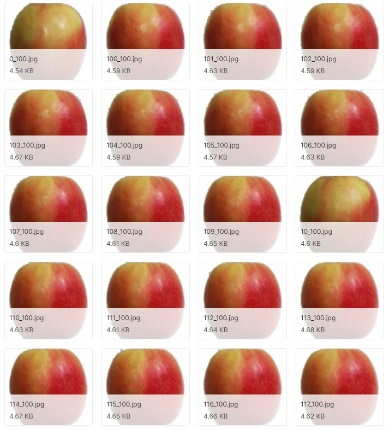 0_100.jpg
4.54 KB
100_100.jpg
4.59 KB
101_100.jpg
4.63 KB
102_100.jpg
4.59 KB
103_100.jpg
4.67 KB
104_100.jpg
4.59 KB
105_100.jpg
4.57 KB
106_100.jpg
4.63 KB
107_100.jpg
4.6 KB
108_100.jpg
4.61 KB
109_100.jpg
4.65 KB
10_100.jpg
4.6 KB
110_100.jpg
4.63 KB
111_100.jpg
4.61 KB
112_100.jpg
4.64 KB
113_100.jpg
4.68 KB
114_100.jpg
4.67 KB
115_100.jpg
4.65 KB
116_100.jpg
4.66 KB
117_100.jpg
4.62 KB